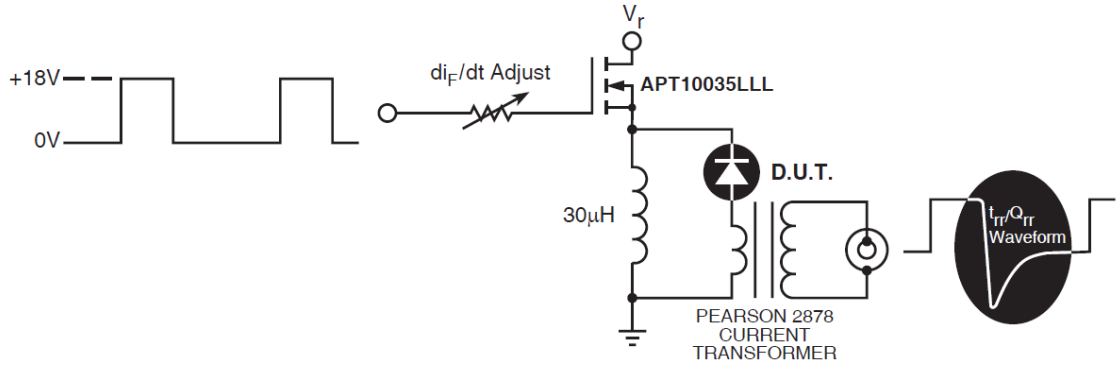 V_r
+18V
0V
di_F/dt Adjust
APT10035LLL
D.U.T.
30μH
t_rr/Q_rr
Waveform
PEARSON 2878
CURRENT
TRANSFORMER